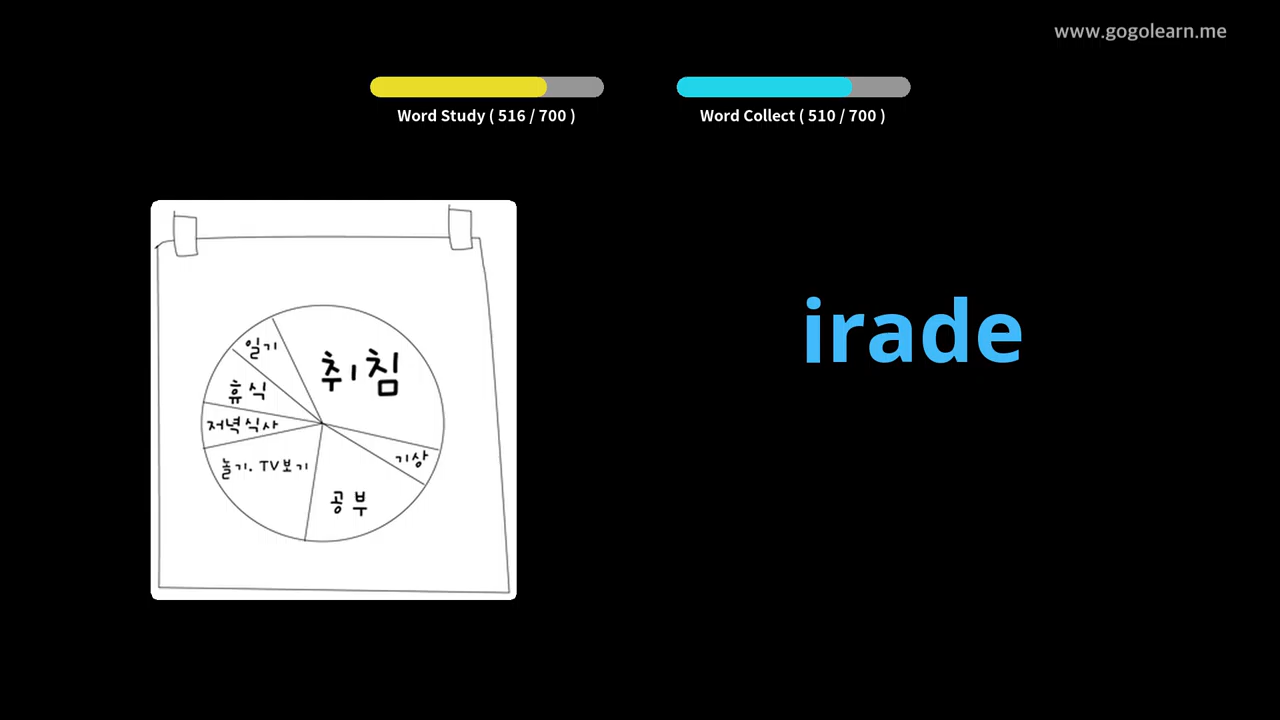 www.gogolearn.me
Word Study ( 516 / 700 )
Word Collect ( 510 / 700 )
일기
취침
휴식
저녁식사
놀기. TV보기
기상
공부
irade